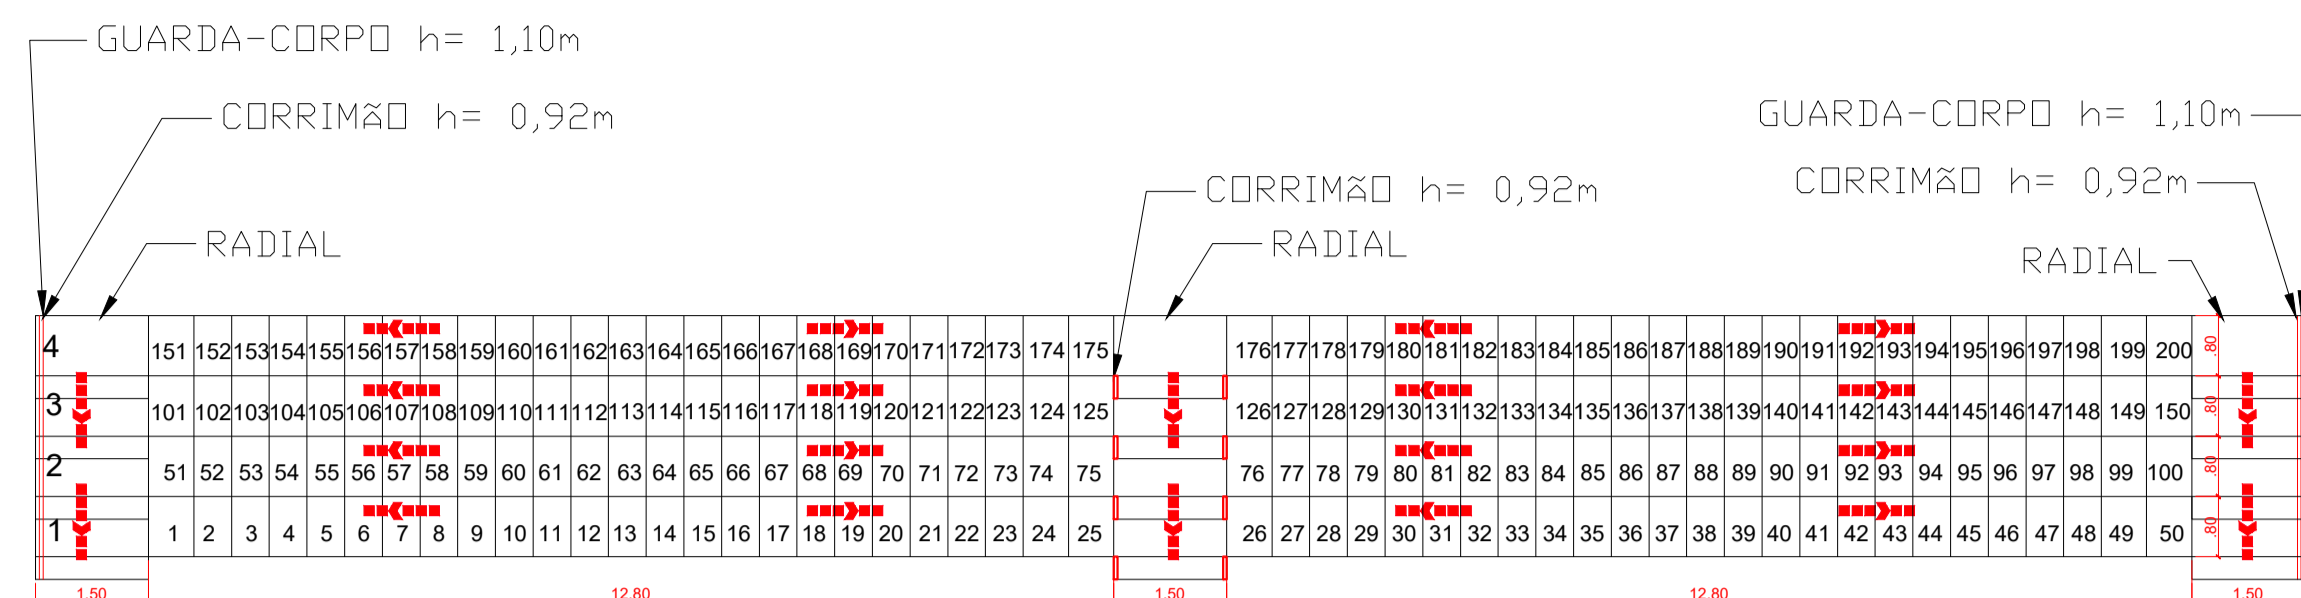 GUARDA-CORPO h= 1,10m
CORRIMÃO h= 0,92m
GUARDA-CORPO h= 1,10m
CORRIMÃO h= 0,92m
CORRIMÃO h= 0,92m
RADIAL
RADIAL
RADIAL
4 151 152 153 154 155 156 157 158 159 160 161 162 163 164 165 166 167 168 169 170 171 172 173 174 175 176 177 178 179 180 181 182 183 184 185 186 187 188 189 190 191 192 193 194 195 196 197 198 199 200 .80
3 101 102 103 104 105 106 107 108 109 110 111 112 113 114 115 116 117 118 119 120 121 122 123 124 125 126 127 128 129 130 131 132 133 134 135 136 137 138 139 140 141 142 143 144 145 146 147 148 149 150 .80
2 51 52 53 54 55 56 57 58 59 60 61 62 63 64 65 66 67 68 69 70 71 72 73 74 75 76 77 78 79 80 81 82 83 84 85 86 87 88 89 90 91 92 93 94 95 96 97 98 99 100 .80
1 1 2 3 4 5 6 7 8 9 10 11 12 13 14 15 16 17 18 19 20 21 22 23 24 25 26 27 28 29 30 31 32 33 34 35 36 37 38 39 40 41 42 43 44 45 46 47 48 49 50 .80
1.50 12.80 1.50 12.80 1.50